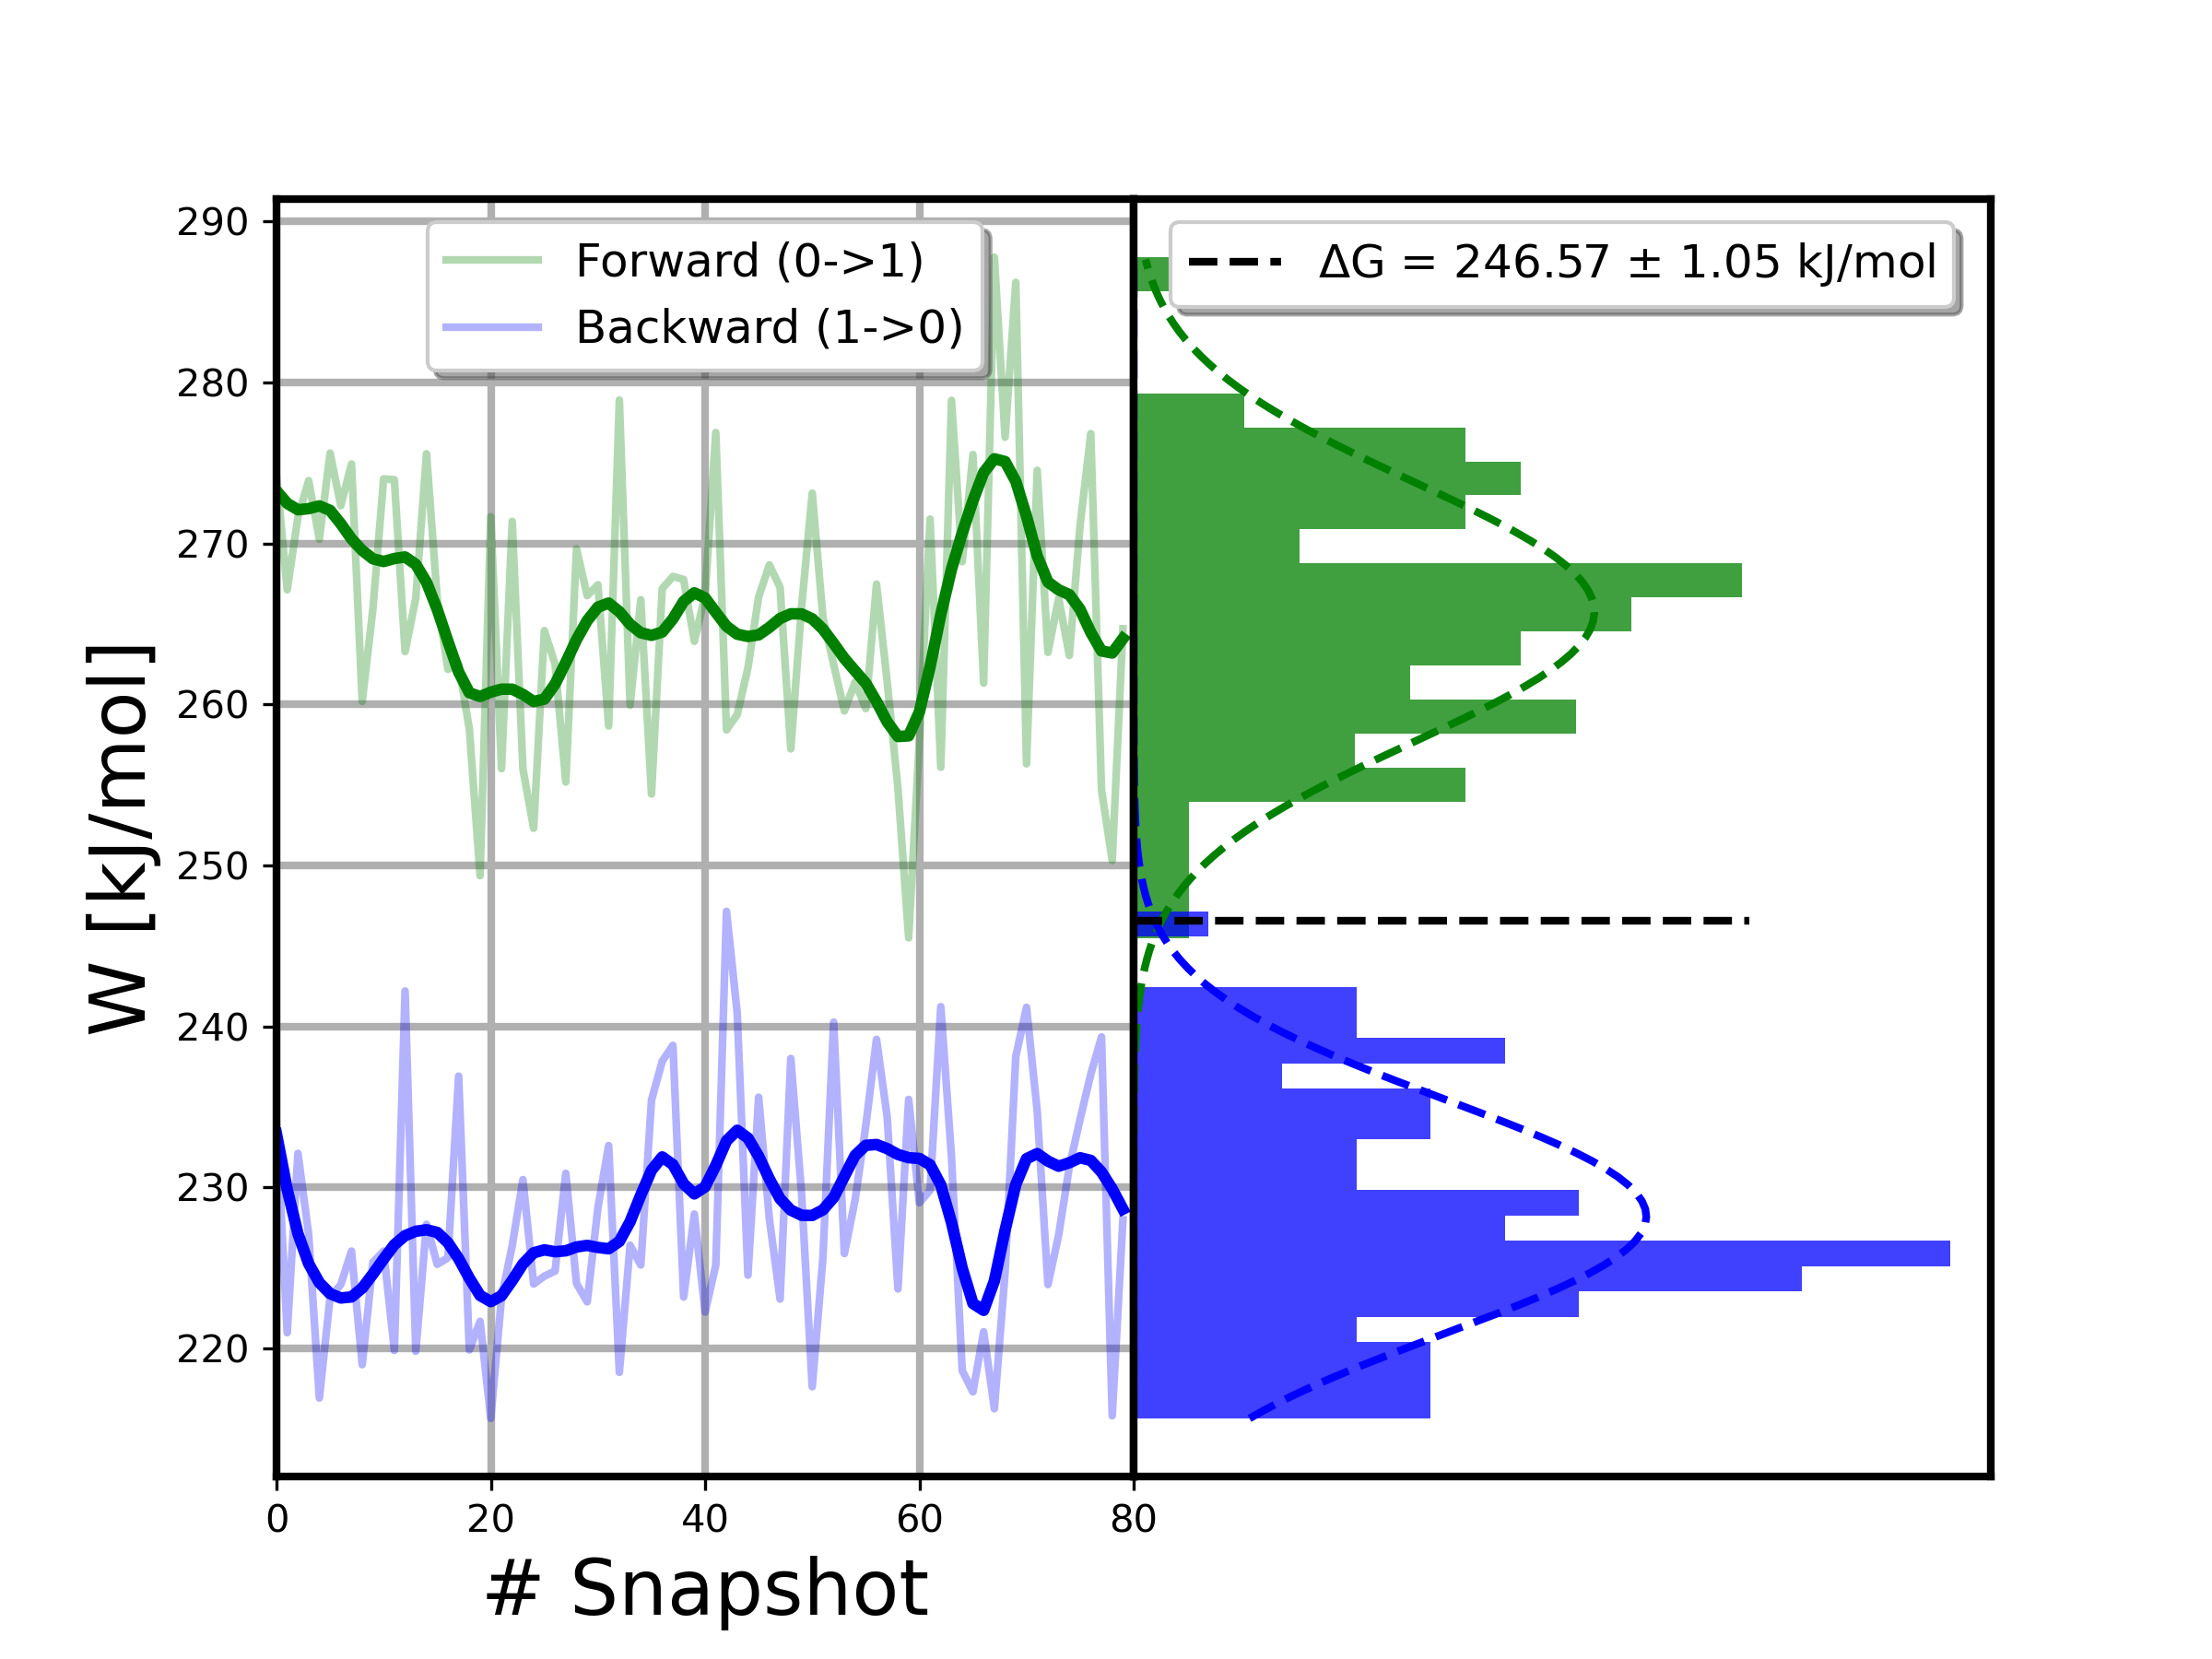 Forward (0->1)
Backward (1->0)
ΔG = 246.57 ± 1.05 kJ/mol
W [kJ/mol]
290
280
270
260
250
240
230
220
0
20
40
60
80
# Snapshot